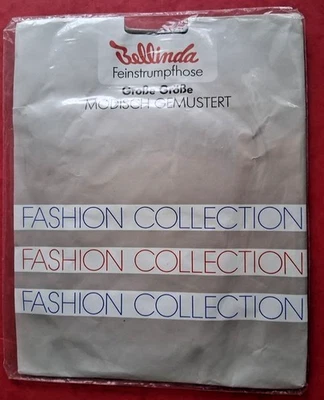 Bellinda
Feinstrumpfhose
Große Größe
MODISCH GEMUSTERT
FASHION COLLECTION
FASHION COLLECTION
FASHION COLLECTION